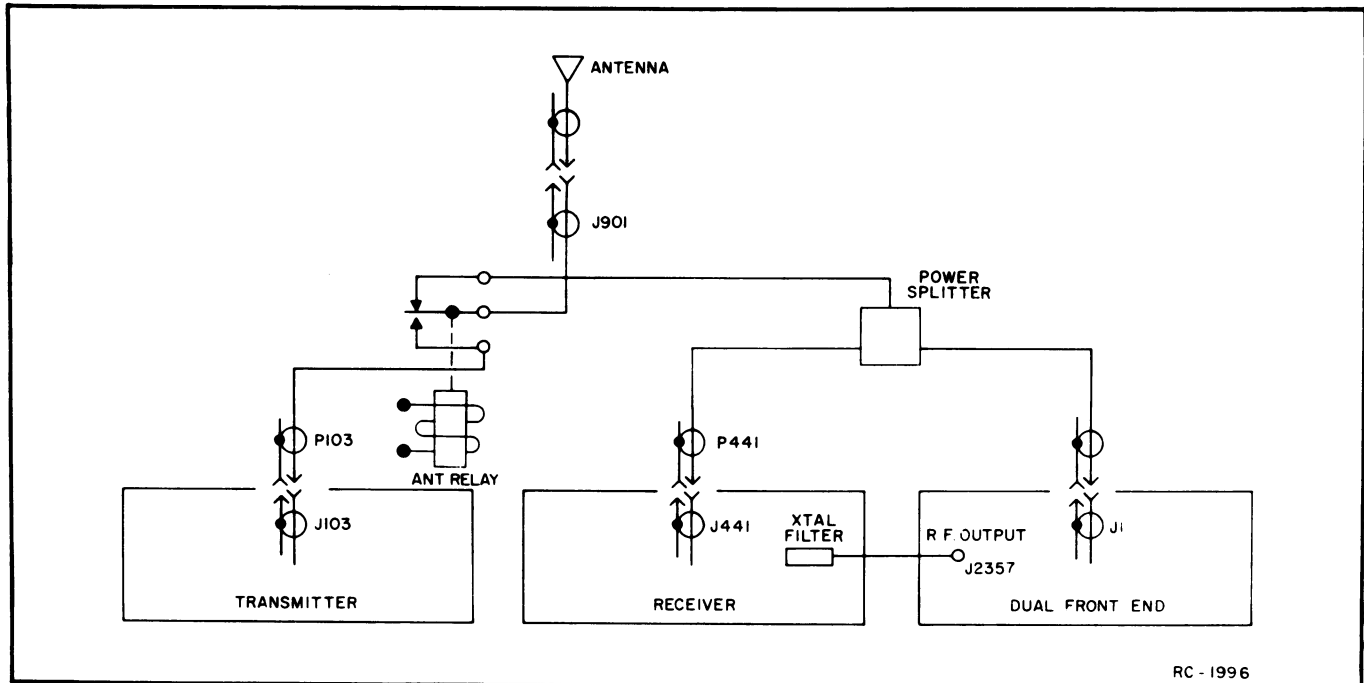 ANTENNA
J901
POWER
SPLITTER
P103
ANT RELAY
P441
J103
J441
XTAL
FILTER
R F. OUTPUT
J2357
J1
TRANSMITTER
RECEIVER
DUAL FRONT END
RC-1996